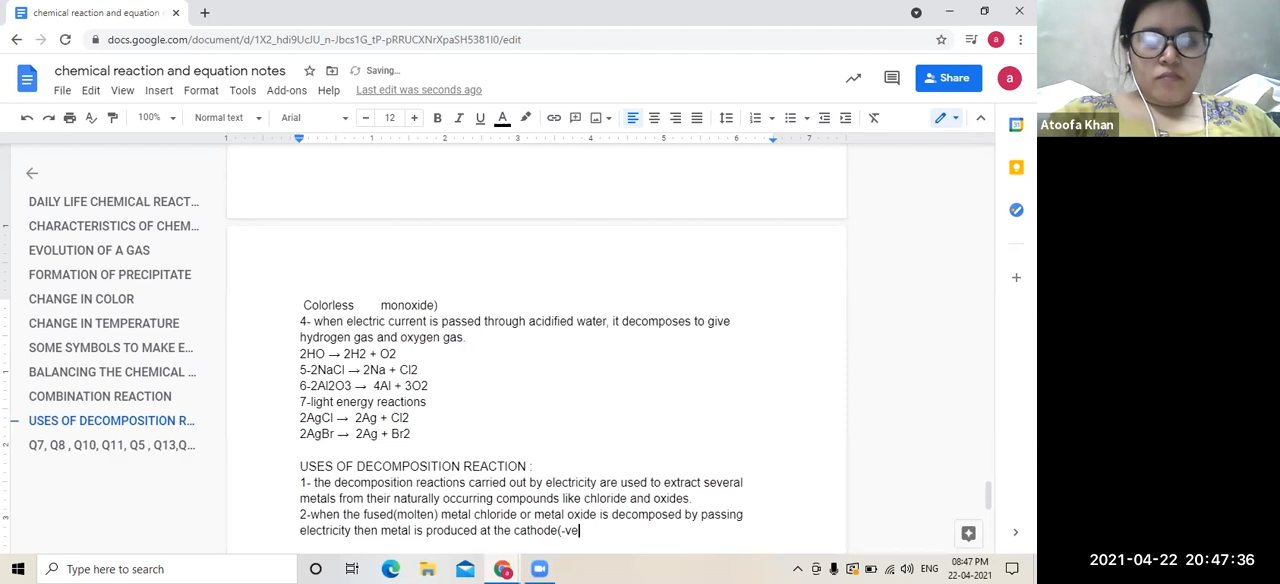 chemical reaction and equation n
docs.google.com/document/d/1X2_hdi9UcIU_n-Jbcs1G_tP-pRRUCXNrXpaSH5381I0/edit
a
chemical reaction and equation notes
Saving...
File Edit View Insert Format Tools Add-ons Help Last edit was seconds ago
Share
a
100% Normal text Arial 12 B I U A
1 1 2 3 4 5 6 7
DAILY LIFE CHEMICAL REACT...
CHARACTERISTICS OF CHEM...
EVOLUTION OF A GAS
FORMATION OF PRECIPITATE
CHANGE IN COLOR
CHANGE IN TEMPERATURE
SOME SYMBOLS TO MAKE E...
BALANCING THE CHEMICAL ...
COMBINATION REACTION
USES OF DECOMPOSITION R...
Q7, Q8 , Q10, Q11, Q5 , Q13,Q...
Colorless monoxide)
4- when electric current is passed through acidified water, it decomposes to give
hydrogen gas and oxygen gas.
2HO → 2H2 + O2
5-2NaCl → 2Na + Cl2
6-2Al2O3 → 4Al + 3O2
7-light energy reactions
2AgCl → 2Ag + Cl2
2AgBr → 2Ag + Br2
USES OF DECOMPOSITION REACTION :
1- the decomposition reactions carried out by electricity are used to extract several
metals from their naturally occurring compounds like chloride and oxides.
2-when the fused(molten) metal chloride or metal oxide is decomposed by passing
electricity then metal is produced at the cathode(-ve
Atoofa Khan
Type here to search
ENG
08:47 PM
22-04-2021
2021-04-22 20:47:36